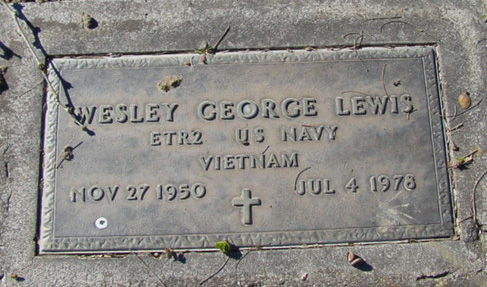 WESLEY GEORGE LEWIS
ETR2 US NAVY
VIETNAM
NOV 27 1950 JUL 4 1978